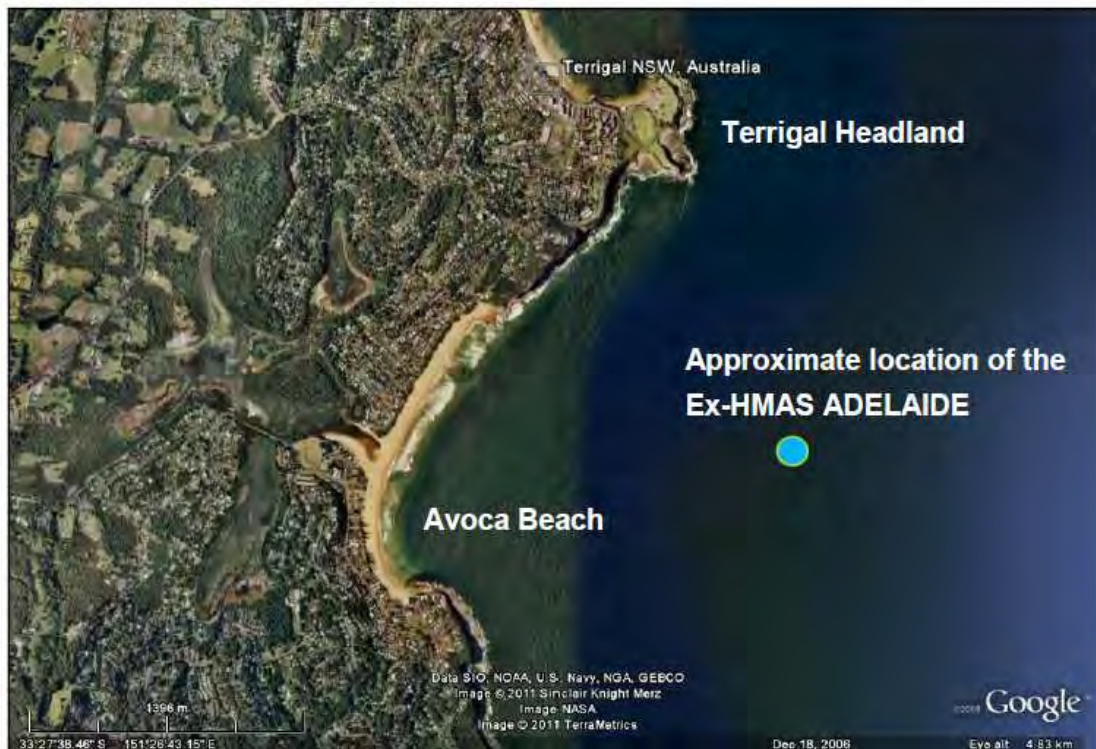 Terrigal NSW, Australia
Terrigal Headland
Approximate location of the
Ex-HMAS ADELAIDE
Avoca Beach
Data SIO, NOAA, U.S. Navy, NGA, GEBCO
Image © 2011 Sinclair Knight Merz
Image NASA
Image © 2011 TerraMetrics
1396 m
©2009 Google
33°27'38.46" S 151°26'43.15" E
Dec 18, 2006
Eye alt 4.83 km